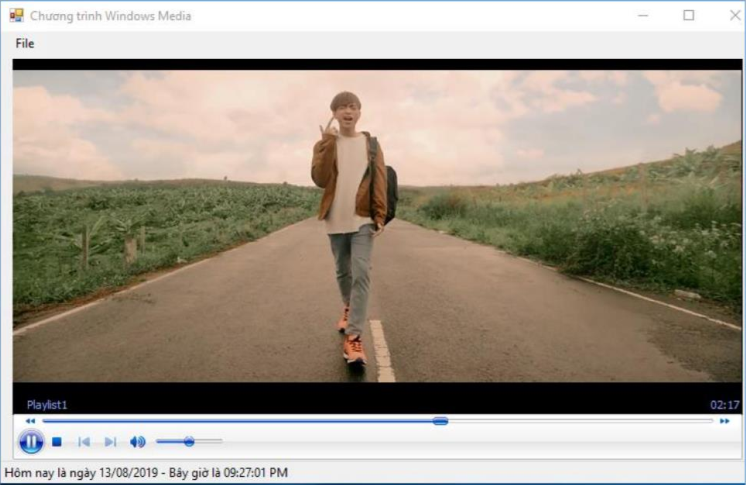 Chương trình Windows Media
File
Playlist1
02:17
Hôm nay là ngày 13/08/2019 - Bây giờ là 09:27:01 PM